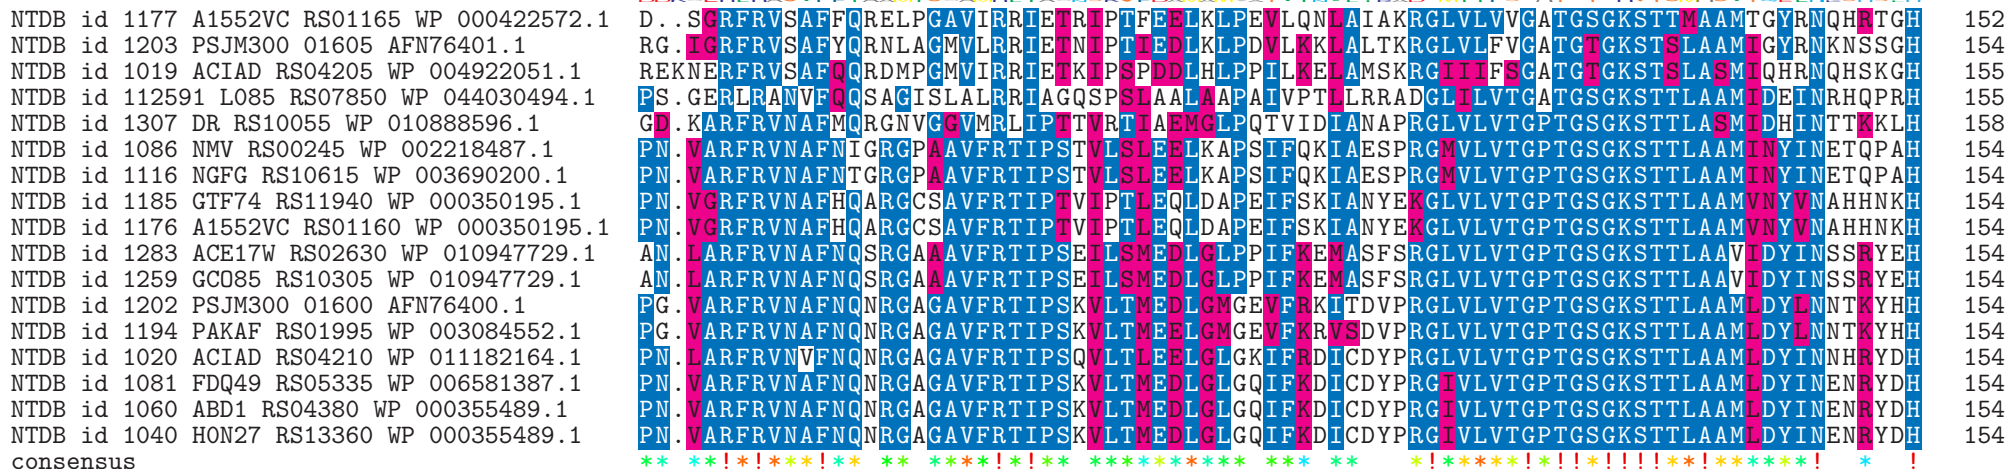 NTDB id 1177 A1552VC RS01165 WP 000422572.1 D..SGRFRVSAFFQRELPGAVIRRIETRIPTFEELKLPEVLQNLAIAKRGLVLVVGATGSGKSTTMAAMTGYRNQHRTGH 152
NTDB id 1203 PSJM300 01605 AFN76401.1 RG.IGRFRVSAFYQRNLAGMVLRRIETNIPTIEDLKLPDVLKKLALTKRGLVLFVGATGTGKSTSLAAMIGYRNKNSSGH 154
NTDB id 1019 ACIAD RS04205 WP 004922051.1 REKNERFRVSAFQQRDMPGMVIRRIETKIPSPDDLHLPPILKELAMSKRGIIIFSGATGTGKSTSLASMIQHRNQHSKGH 155
NTDB id 112591 L085 RS07850 WP 044030494.1 PS.GERLRANVFQQSAGISLALRRIAGQSPSLAALAAPAIVPTLLRRADGLILVTGATGSGKSTTLAAMIDEINRHQPRH 155
NTDB id 1307 DR RS10055 WP 010888596.1 GD.KARFRVNAFMQRGNVGGVMRLIPTTVRTIAEMGLPQTVIDIANAPRGLVLVTGPTGSGKSTTLASMIDHINTTKKLH 158
NTDB id 1086 NMV RS00245 WP 002218487.1 PN.VARFRVNAFNIGRGPAAVFRTIPSTVLSLEELKAPSIFQKIAESPRGMVLVTGPTGSGKSTTLAAMINYINETQPAH 154
NTDB id 1116 NGFG RS10615 WP 003690200.1 PN.VARFRVNAFNTGRGPAAVFRTIPSTVLSLEELKAPSIFQKIAESPRGMVLVTGPTGSGKSTTLAAMINYINETQPAH 154
NTDB id 1185 GTF74 RS11940 WP 000350195.1 PN.VGRFRVNAFHQARGCSAVFRTIPTVIPTLEQLDAPEIFSKIANYEKGLVLVTGPTGSGKSTTLAAMVNYVNAHHNKH 154
NTDB id 1176 A1552VC RS01160 WP 000350195.1 PN.VGRFRVNAFHQARGCSAVFRTIPTVIPTLEQLDAPEIFSKIANYEKGLVLVTGPTGSGKSTTLAAMVNYVNAHHNKH 154
NTDB id 1283 ACE17W RS02630 WP 010947729.1 AN.LARFRVNAFNQSRGAAAVFRTIPSEILSMEDLGLPPIFKEMASFSRGLVLVTGPTGSGKSTTLAAVIDYINSSRYEH 154
NTDB id 1259 GCO85 RS10305 WP 010947729.1 AN.LARFRVNAFNQSRGAAAVFRTIPSEILSMEDLGLPPIFKEMASFSRGLVLVTGPTGSGKSTTLAAVIDYINSSRYEH 154
NTDB id 1202 PSJM300 01600 AFN76400.1 PG.VARFRVNAFNQNRGAGAVFRTIPSKVLTMEDLGMGEVFRKITDVPRGLVLVTGPTGSGKSTTLAAMLDYLNNTKYHH 154
NTDB id 1194 PAKAF RS01995 WP 003084552.1 PG.VARFRVNAFNQNRGAGAVFRTIPSKVLTMEELGMGEVFKRVSDVPRGLVLVTGPTGSGKSTTLAAMLDYLNNTKYHH 154
NTDB id 1020 ACIAD RS04210 WP 011182164.1 PN.LARFRVNVFNQNRGAGAVFRTIPSQVLTLEELGLGKIFRDICDYPRGLVLVTGPTGSGKSTTLAAMLDYINNHRYDH 154
NTDB id 1081 FDQ49 RS05335 WP 006581387.1 PN.VARFRVNAFNQNRGAGAVFRTIPSKVLTMEDLGLGQIFKDICDYPRGIVLVTGPTGSGKSTTLAAMLDYINENRYDH 154
NTDB id 1060 ABD1 RS04380 WP 000355489.1 PN.VARFRVNAFNQNRGAGAVFRTIPSKVLTMEDLGLGQIFKDICDYPRGIVLVTGPTGSGKSTTLAAMLDYINENRYDH 154
NTDB id 1040 HON27 RS13360 WP 000355489.1 PN.VARFRVNAFNQNRGAGAVFRTIPSKVLTMEDLGLGQIFKDICDYPRGIVLVTGPTGSGKSTTLAAMLDYINENRYDH 154
consensus ** **!*!***!** ** ****!*!** ********** *** ** *!*****!*!!*!!!!**!******! * !